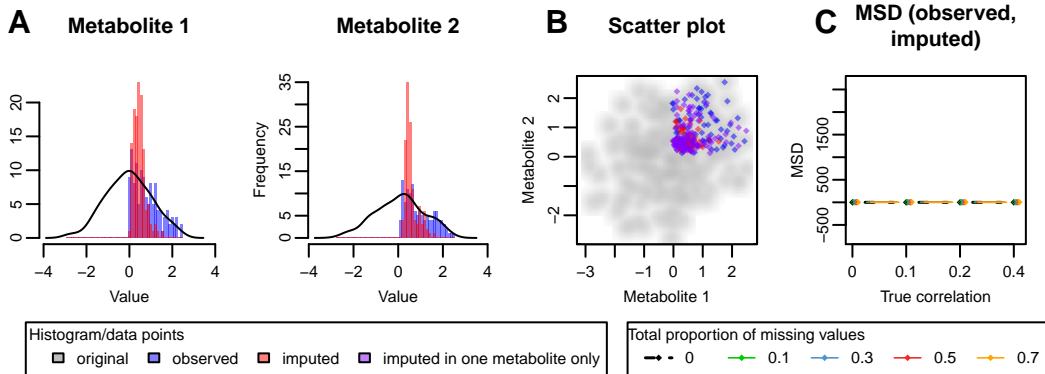 A
Metabolite 1
Metabolite 2
B
Scatter plot
C
MSD (observed,
imputed)
0
5
10
15
20
−4
−2
0
2
4
Value
Frequency
0
5
15
25
35
−4
−2
0
2
4
Value
Metabolite 2
−2
0
1
2
−3
−1
0
1
2
Metabolite 1
MSD
−500
0
500
1500
0
0.1
0.2
0.4
True correlation
Histogram/data points
original
observed
imputed
imputed in one metabolite only
Total proportion of missing values
0
0.1
0.3
0.5
0.7